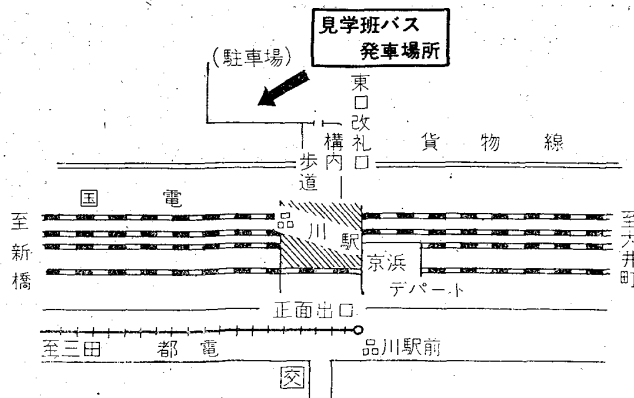 見学班バス
発車場所
(駐車場)
東口改札口
構内
歩道
貨物線
国電
至新橋
品川駅
至大井町
京浜
デパート
正面出口
至三田
都電
品川駅前
交